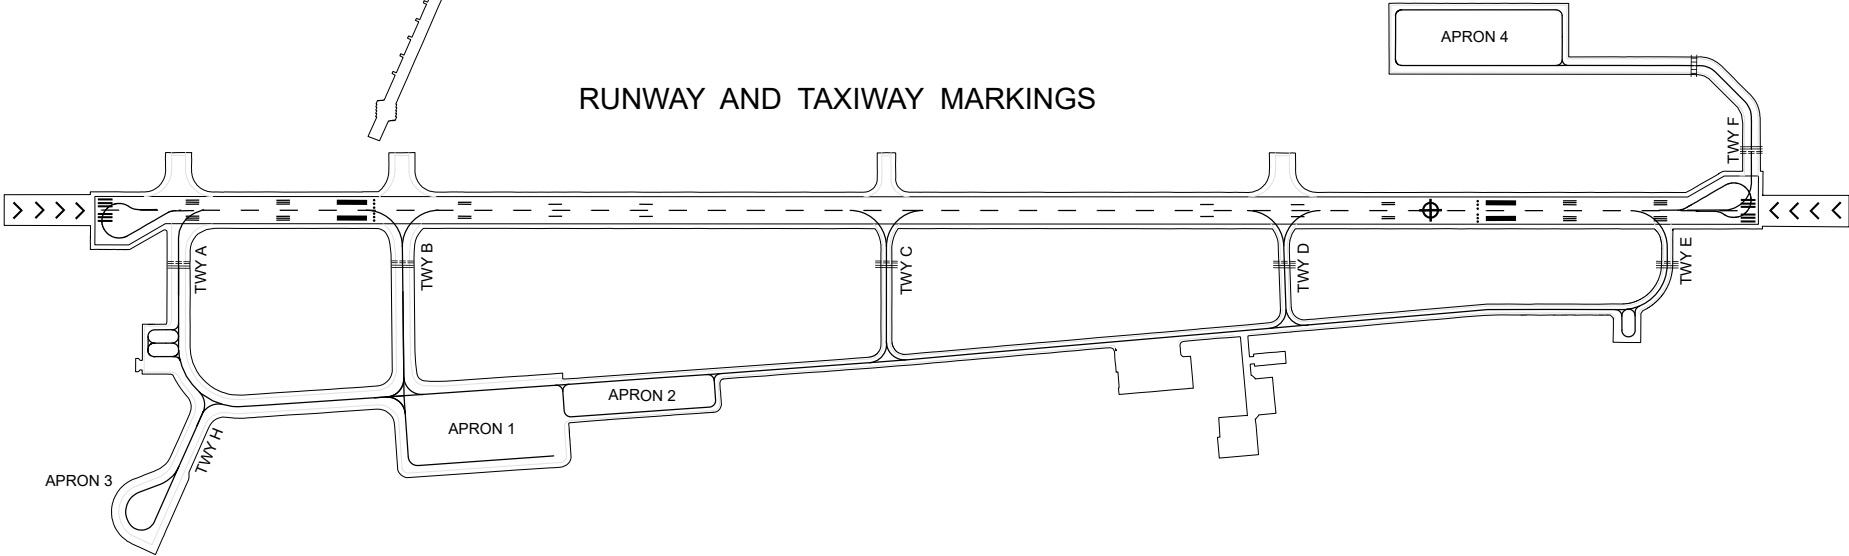 APRON 4
RUNWAY AND TAXIWAY MARKINGS
TWY F
TWY A
TWY B
TWY C
TWY D
TWY E
APRON 2
APRON 1
TWY H
APRON 3